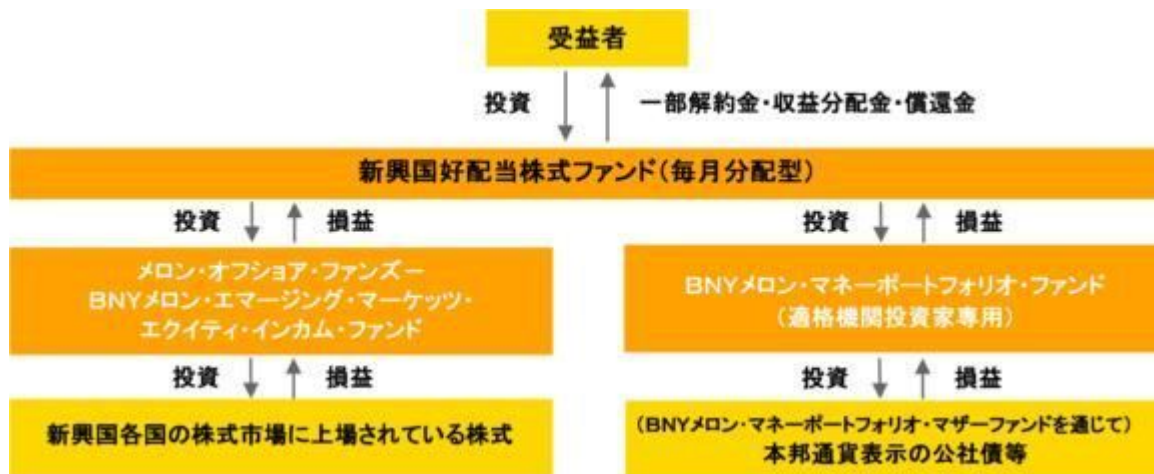 受益者
投資
一部解約金・収益分配金・償還金
新興国好配当株式ファンド(毎月分配型)
投資
損益
投資
損益
メロン・オフショア・ファンズー
BNYメロン・エマージング・マーケッツ・
エクイティ・インカム・ファンド
BNYメロン・マネーポートフォリオ・ファンド
(適格機関投資家専用)
投資
損益
投資
損益
新興国各国の株式市場に上場されている株式
(BNYメロン・マネーポートフォリオ・マザーファンドを通じて)
本邦通貨表示の公社債等